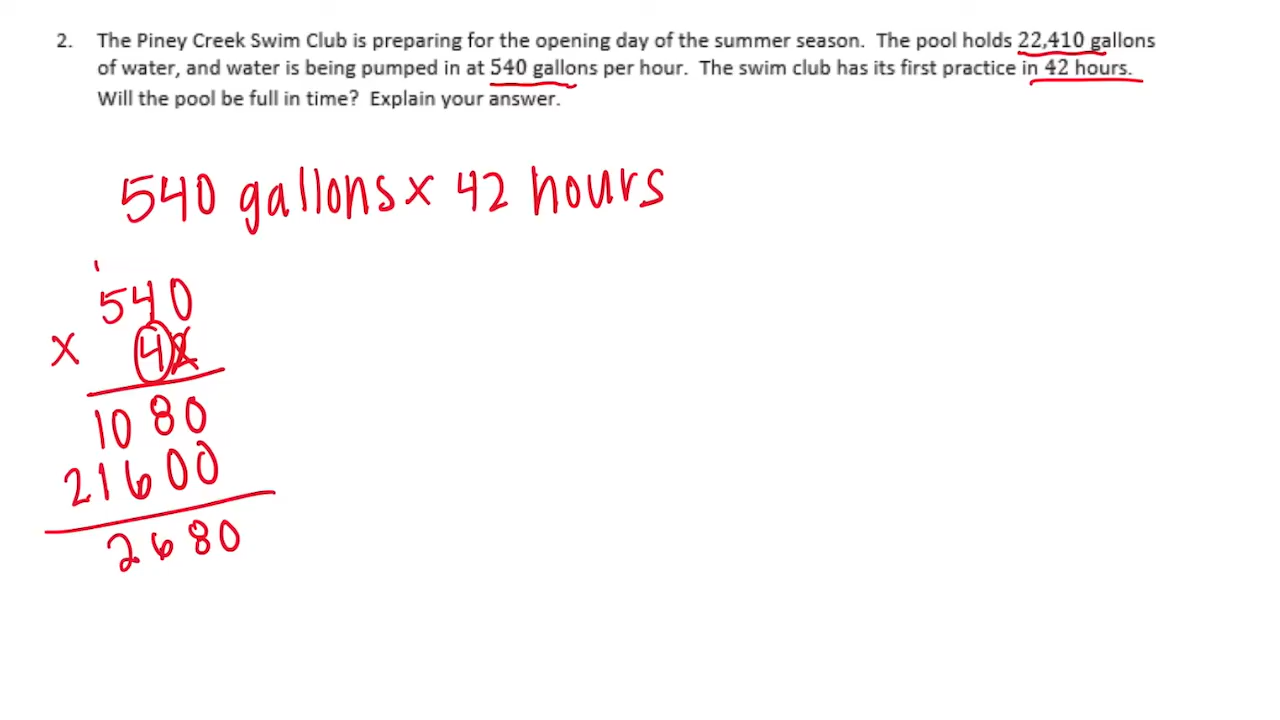 2. The Piney Creek Swim Club is preparing for the opening day of the summer season. The pool holds 22,410 gallons
of water, and water is being pumped in at 540 gallons per hour. The swim club has its first practice in 42 hours.
Will the pool be full in time? Explain your answer.
540 gallons x 42 hours
1
540
x 42
1080
21600
2680